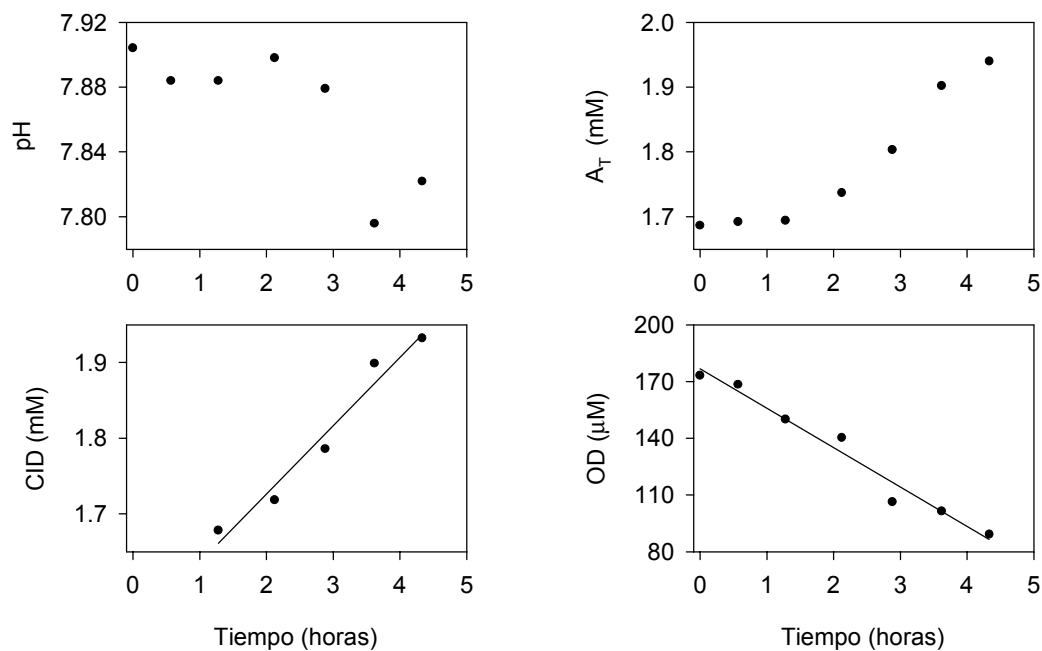 pH
7.92
7.88
7.84
7.80
0 1 2 3 4 5
A_T (mM)
2.0
1.9
1.8
1.7
0 1 2 3 4 5
CID (mM)
1.9
1.8
1.7
0 1 2 3 4 5
Tiempo (horas)
OD (µM)
200
170
140
110
80
0 1 2 3 4 5
Tiempo (horas)